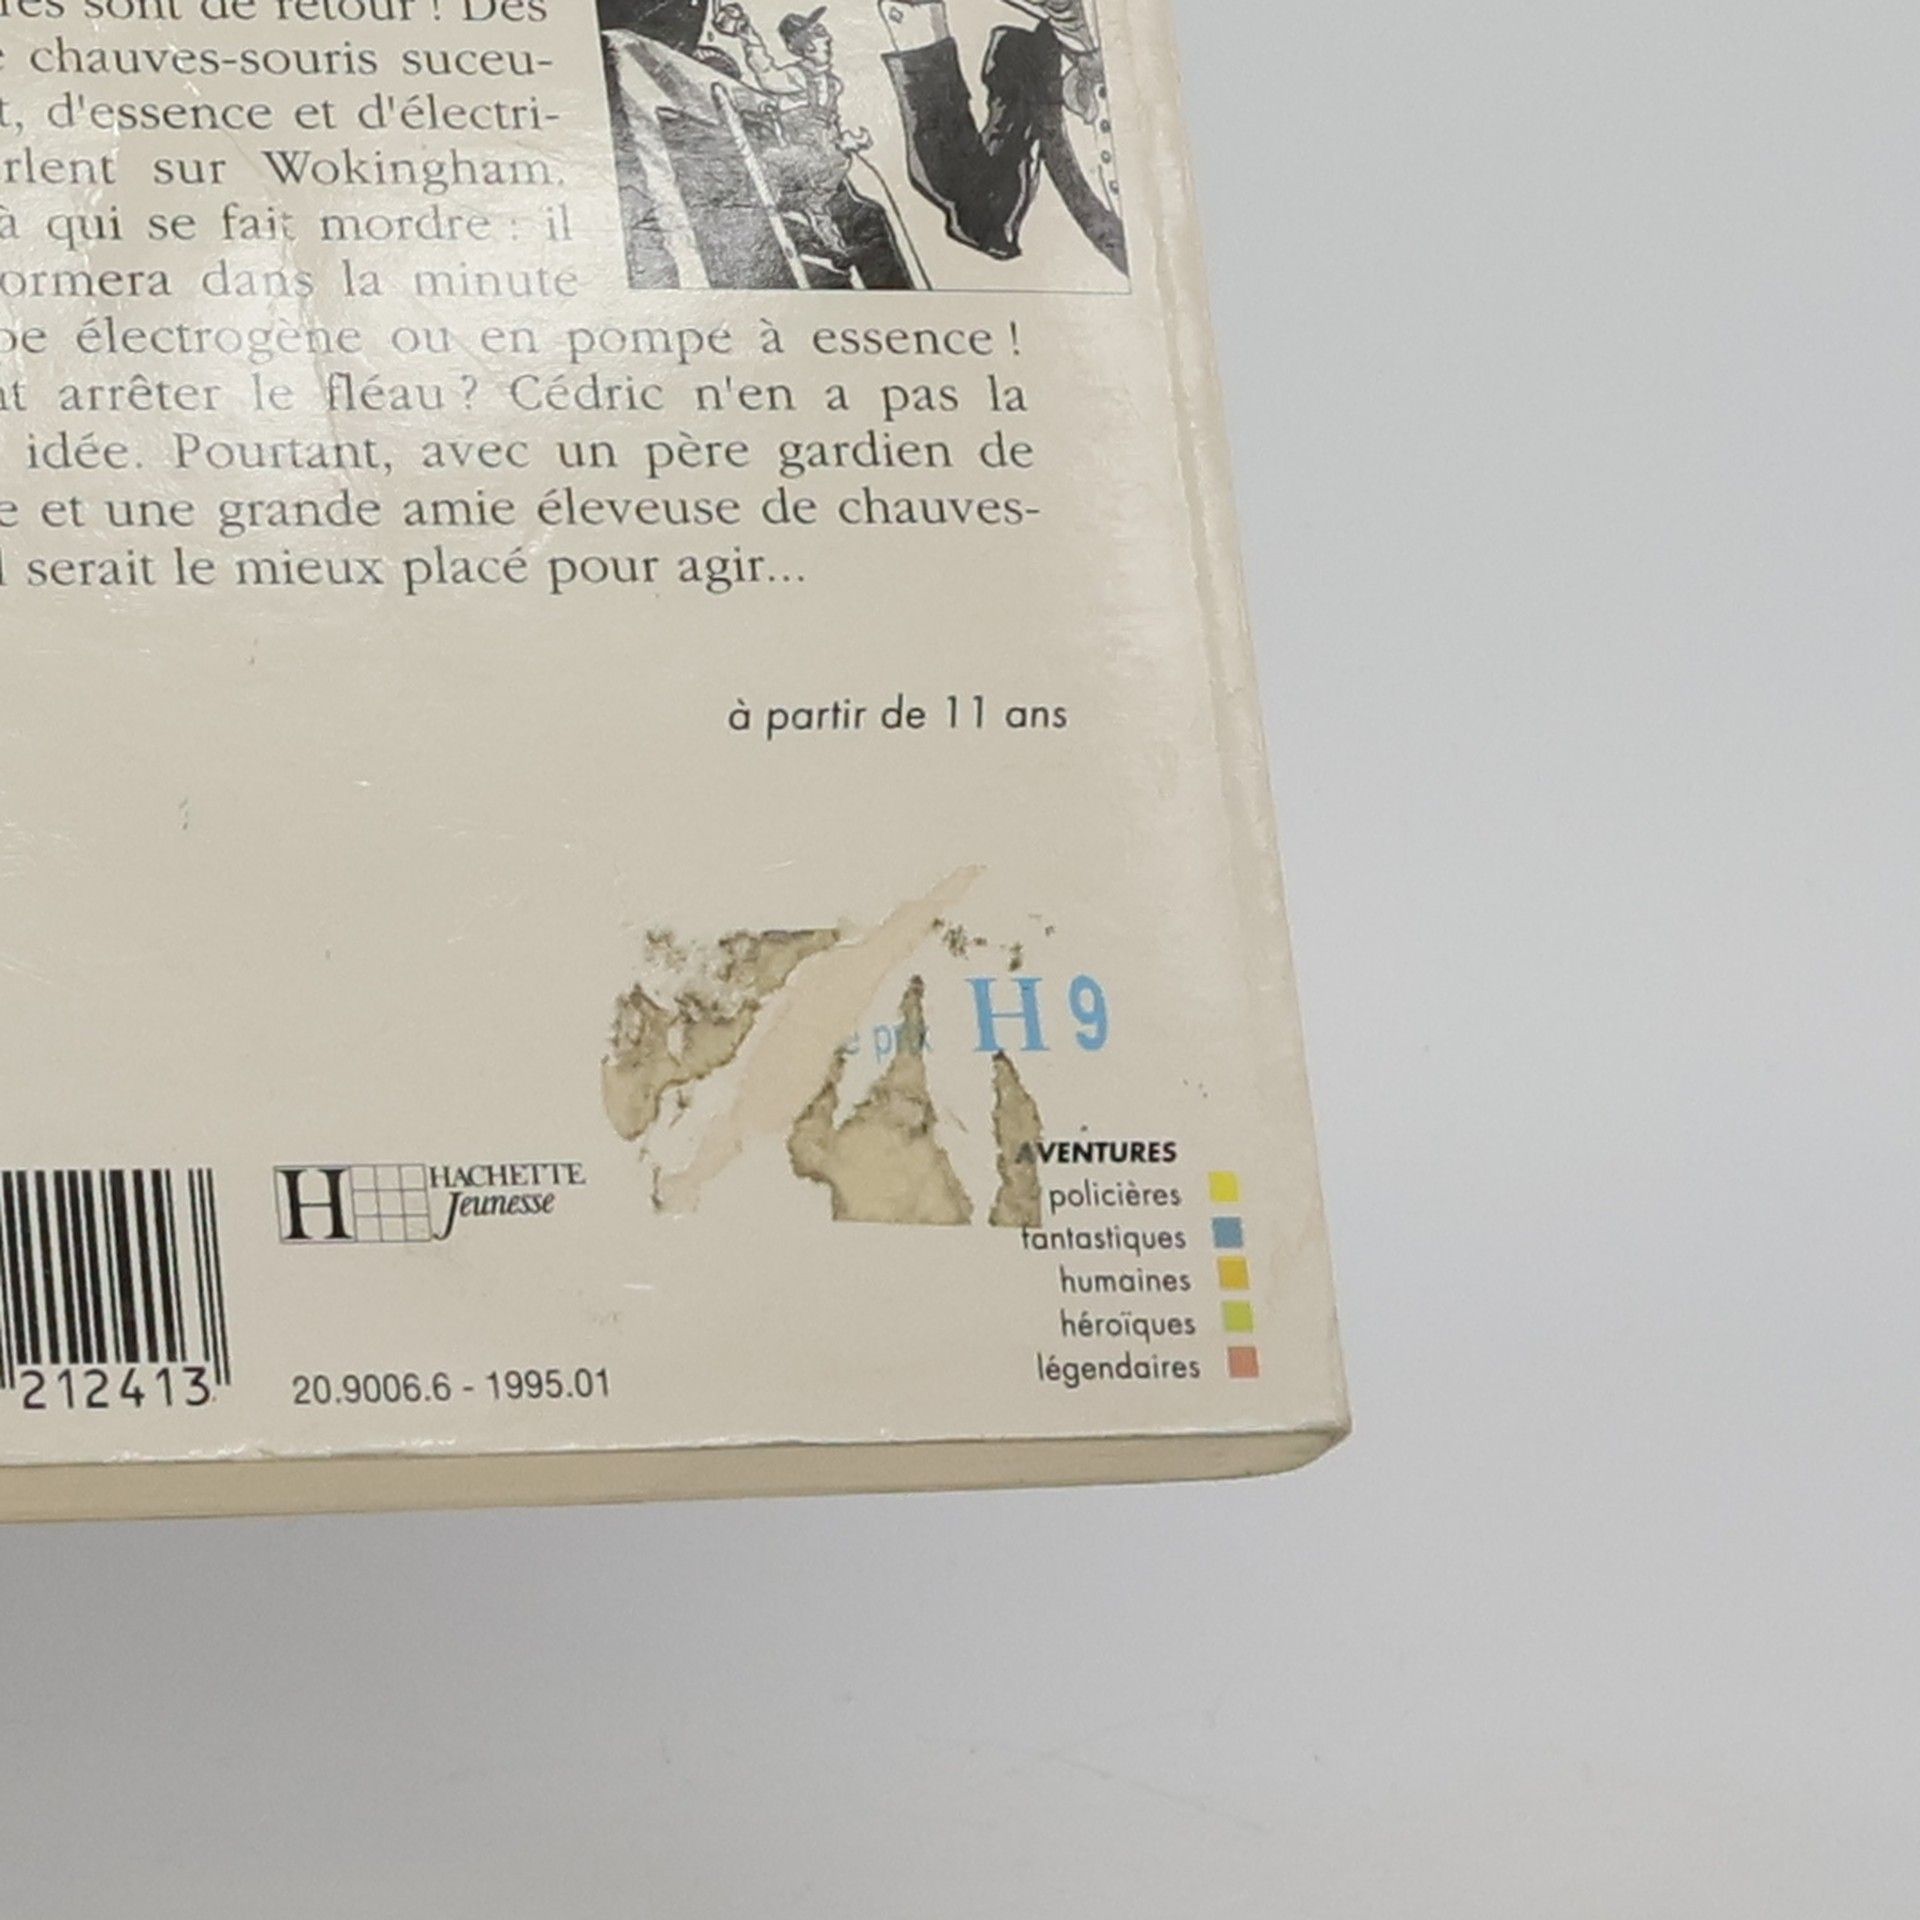 sont de retour ! Des
chauves-souris suceu-
t, d'essence et d'électri-
rlent sur Wokingham.
à qui se fait mordre : il
ormera dans la minute
pe électrogène ou en pompe à essence !
nt arrêter le fléau ? Cédric n'en a pas la
idée. Pourtant, avec un père gardien de
e et une grande amie éleveuse de chauves-
l serait le mieux placé pour agir...
à partir de 11 ans
e prix H 9
HACHETTE
Jeunesse
AVENTURES
policières
fantastiques
humaines
héroïques
légendaires
212413
20.9006.6 - 1995.01